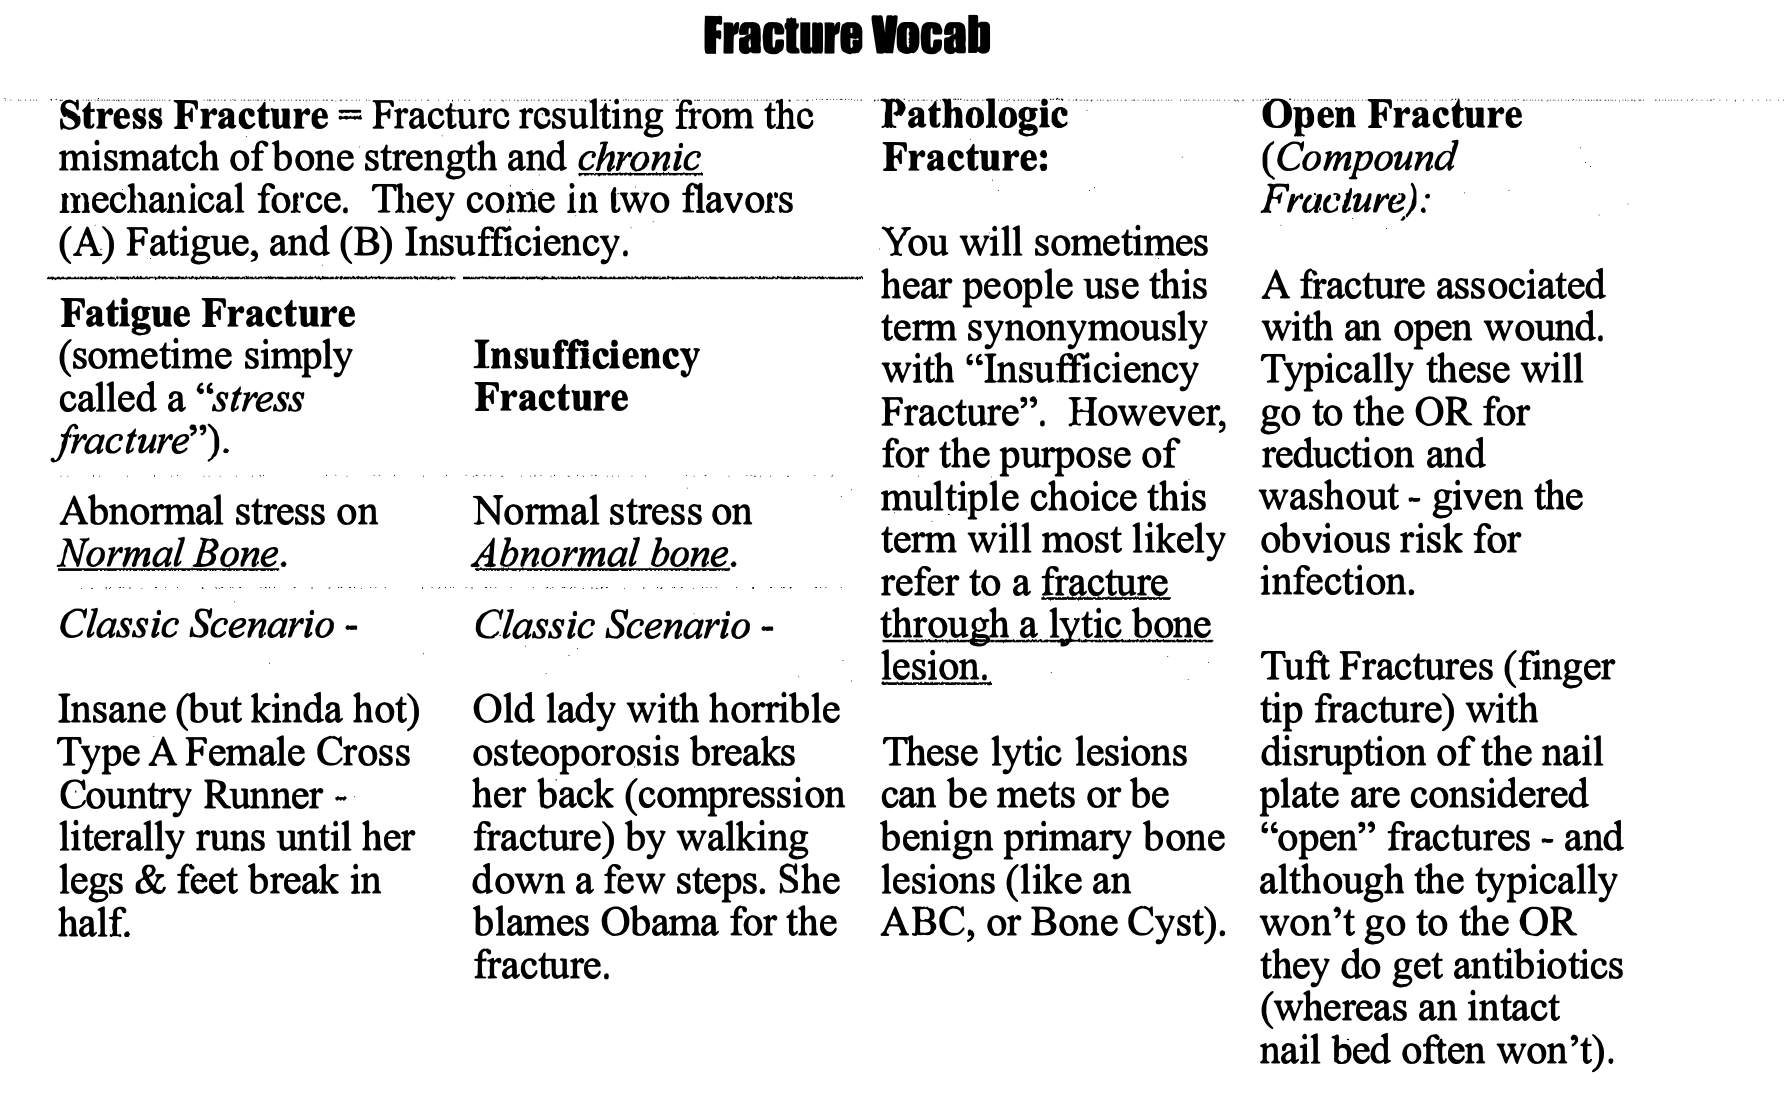 Fracture Vocab
Stress Fracture = Fracture resulting from the
mismatch of bone strength and chronic
mechanical force. They come in two flavors
(A) Fatigue, and (B) Insufficiency.
Fatigue Fracture
(sometime simply
called a “stress
fracture”).
Abnormal stress on
Normal Bone.
Classic Scenario -
Insane (but kinda hot)
Type A Female Cross
Country Runner -
literally runs until her
legs & feet break in
half.
Insufficiency
Fracture
Normal stress on
Abnormal bone.
Classic Scenario -
Old lady with horrible
osteoporosis breaks
her back (compression
fracture) by walking
down a few steps. She
blames Obama for the
fracture.
Pathologic
Fracture:
You will sometimes
hear people use this
term synonymously
with “Insufficiency
Fracture”. However,
for the purpose of
multiple choice this
term will most likely
refer to a fracture
through a lytic bone
lesion.
These lytic lesions
can be mets or be
benign primary bone
lesions (like an
ABC, or Bone Cyst).
Open Fracture
(Compound
Fracture):
A fracture associated
with an open wound.
Typically these will
go to the OR for
reduction and
washout - given the
obvious risk for
infection.
Tuft Fractures (finger
tip fracture) with
disruption of the nail
plate are considered
“open” fractures - and
although the typically
won’t go to the OR
they do get antibiotics
(whereas an intact
nail bed often won’t).